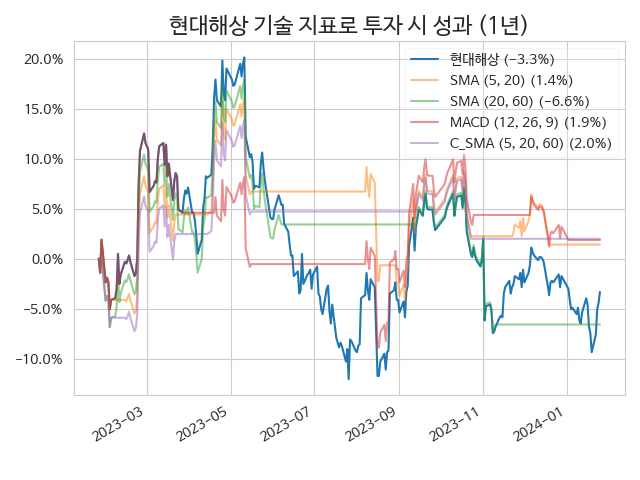 현대해상 기술 지표로 투자 시 성과 (1년)
현대해상 (−3.3%)
SMA (5, 20) (1.4%)
SMA (20, 60) (−6.6%)
MACD (12, 26, 9) (1.9%)
C_SMA (5, 20, 60) (2.0%)
20.0%
15.0%
10.0%
5.0%
0.0%
−5.0%
−10.0%
2023-03
2023-05
2023-07
2023-09
2023-11
2024-01